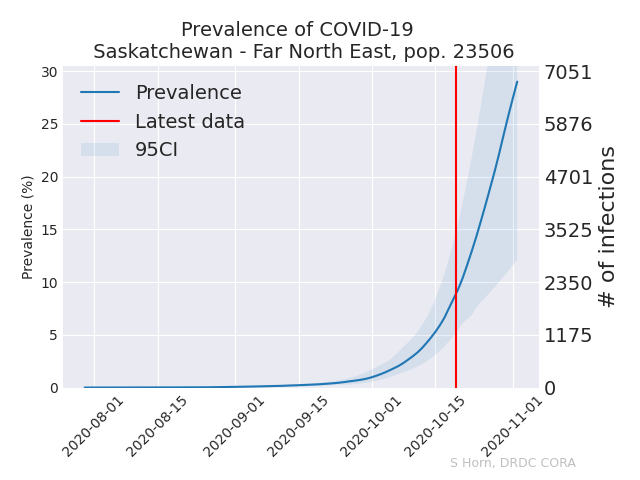 Prevalence of COVID-19
Saskatchewan - Far North East, pop. 23506
Prevalence
Latest data
95CI
Prevalence (%)
30
25
20
15
10
5
0
7051
5876
4701
3525
2350
1175
0
# of infections
2020-08-01
2020-08-15
2020-09-01
2020-09-15
2020-10-01
2020-10-15
2020-11-01
S Horn, DRDC CORA